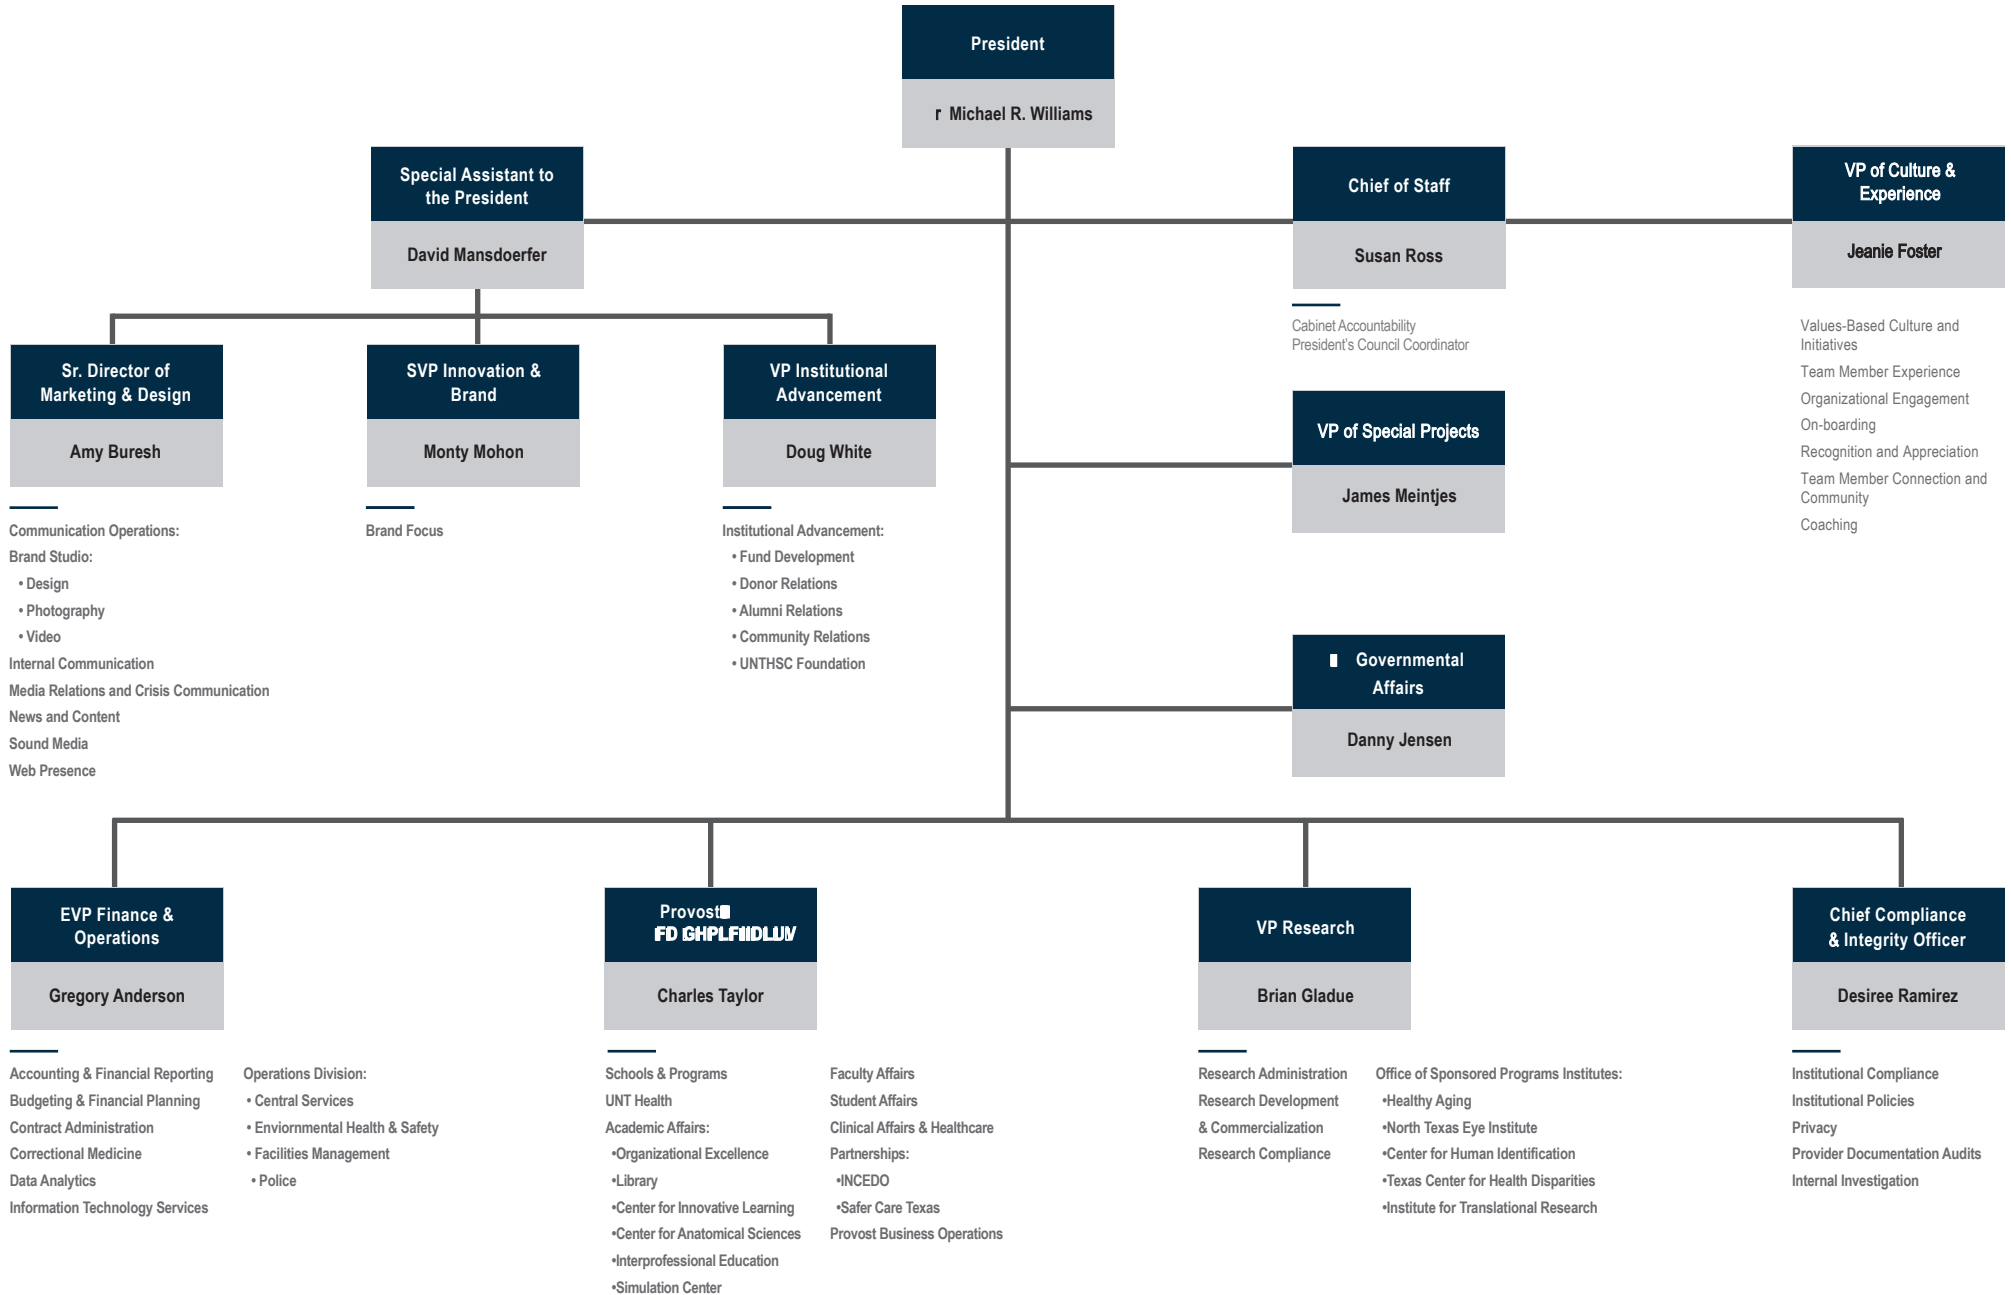 President
Michael R. Williams
Special Assistant to
the President
David Mansdoerfer
Chief of Staff
Susan Ross
Cabinet Accountability
President's Council Coordinator
VP of Culture &
Experience
Jeanie Foster
Values-Based Culture and
Initiatives
Team Member Experience
Organizational Engagement
On-boarding
Recognition and Appreciation
Team Member Connection and
Community
Coaching
Sr. Director of
Marketing & Design
Amy Buresh
Communication Operations:
Brand Studio:
• Design
• Photography
• Video
Internal Communication
Media Relations and Crisis Communication
News and Content
Sound Media
Web Presence
SVP Innovation &
Brand
Monty Mohon
Brand Focus
VP Institutional
Advancement
Doug White
Institutional Advancement:
• Fund Development
• Donor Relations
• Alumni Relations
• Community Relations
• UNTHSC Foundation
VP of Special Projects
James Meintjes
Governmental
Affairs
Danny Jensen
EVP Finance &
Operations
Gregory Anderson
Accounting & Financial Reporting
Budgeting & Financial Planning
Contract Administration
Correctional Medicine
Data Analytics
Information Technology Services
Operations Division:
• Central Services
• Enviornmental Health & Safety
• Facilities Management
• Police
Provost
Charles Taylor
Schools & Programs
UNT Health
Academic Affairs:
•Organizational Excellence
•Library
•Center for Innovative Learning
•Center for Anatomical Sciences
•Interprofessional Education
•Simulation Center
Faculty Affairs
Student Affairs
Clinical Affairs & Healthcare
Partnerships:
•INCEDO
•Safer Care Texas
Provost Business Operations
VP Research
Brian Gladue
Research Administration
Research Development
& Commercialization
Research Compliance
Office of Sponsored Programs Institutes:
•Healthy Aging
•North Texas Eye Institute
•Center for Human Identification
•Texas Center for Health Disparities
•Institute for Translational Research
Chief Compliance
& Integrity Officer
Desiree Ramirez
Institutional Compliance
Institutional Policies
Privacy
Provider Documentation Audits
Internal Investigation